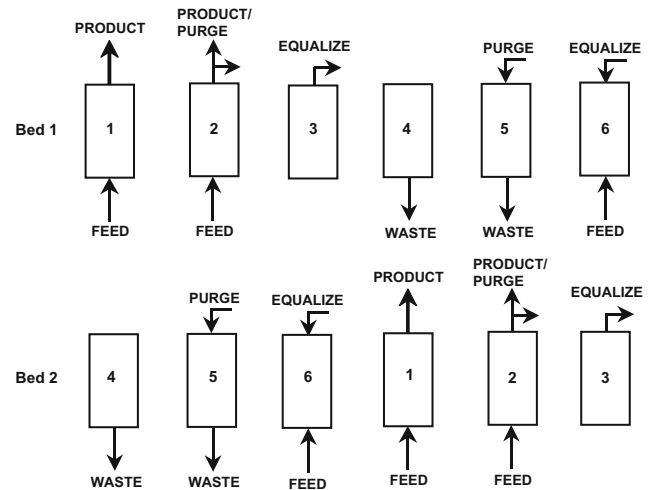 PRODUCT
PRODUCT/
PURGE
EQUALIZE
PURGE
EQUALIZE
Bed 1
1
2
3
4
5
6
FEED
FEED
WASTE
WASTE
FEED
PURGE
EQUALIZE
PRODUCT
PRODUCT/
PURGE
EQUALIZE
Bed 2
4
5
6
1
2
3
WASTE
WASTE
FEED
FEED
FEED